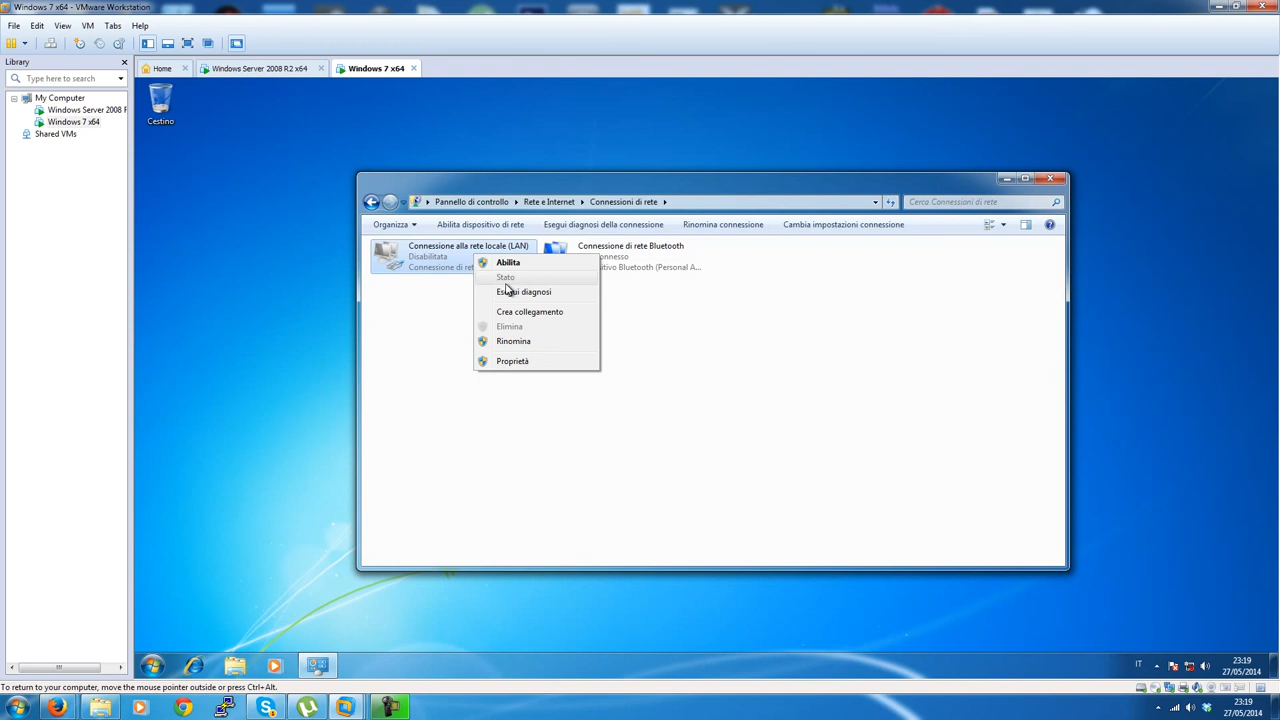 Windows 7 x64 - VMware Workstation
File Edit View VM Tabs Help
Library
Type here to search
My Computer
Windows Server 2008 F
Windows 7 x64
Shared VMs
Home Windows Server 2008 R2 x64 Windows 7 x64
Cestino
Pannello di controllo Rete e Internet Connessioni di rete
Cerca Connessioni di rete
Organizza Abilita dispositivo di rete Esegui diagnosi della connessione Rinomina connessione Cambia impostazioni connessione
Connessione alla rete locale (LAN)
Disabilitata
Connessione di ret
Connessione di rete Bluetooth
onnesso
itivo Bluetooth (Personal A...
Abilita
Stato
Esegui diagnosi
Crea collegamento
Elimina
Rinomina
Proprietà
IT
23:19
27/05/2014
To return to your computer, move the mouse pointer outside or press Ctrl+Alt.
23:19
27/05/2014